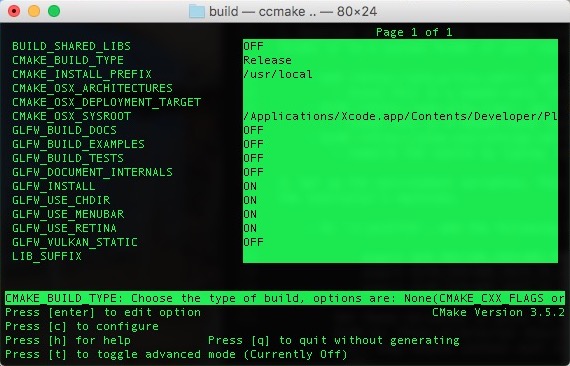 build — ccmake .. — 80×24
Page 1 of 1
BUILD_SHARED_LIBS OFF
CMAKE_BUILD_TYPE Release
CMAKE_INSTALL_PREFIX /usr/local
CMAKE_OSX_ARCHITECTURES
CMAKE_OSX_DEPLOYMENT_TARGET
CMAKE_OSX_SYSROOT /Applications/Xcode.app/Contents/Developer/Pl
GLFW_BUILD_DOCS OFF
GLFW_BUILD_EXAMPLES OFF
GLFW_BUILD_TESTS OFF
GLFW_DOCUMENT_INTERNALS OFF
GLFW_INSTALL ON
GLFW_USE_CHDIR ON
GLFW_USE_MENUBAR ON
GLFW_USE_RETINA ON
GLFW_VULKAN_STATIC OFF
LIB_SUFFIX
CMAKE_BUILD_TYPE: Choose the type of build, options are: None(CMAKE_CXX_FLAGS or
Press [enter] to edit option CMake Version 3.5.2
Press [c] to configure
Press [h] for help Press [q] to quit without generating
Press [t] to toggle advanced mode (Currently Off)